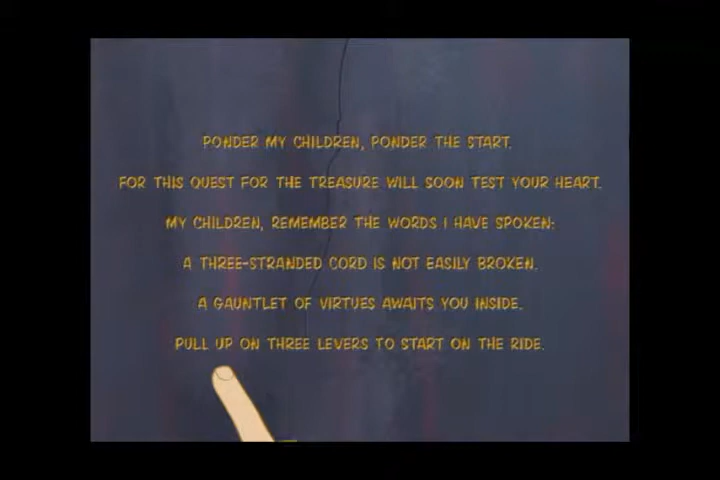 PONDER MY CHILDREN, PONDER THE START.
FOR THIS QUEST FOR THE TREASURE WILL SOON TEST YOUR HEART.
MY CHILDREN, REMEMBER THE WORDS I HAVE SPOKEN:
A THREE-STRANDED CORD IS NOT EASILY BROKEN.
A GAUNTLET OF VIRTUES AWAITS YOU INSIDE.
PULL UP ON THREE LEVERS TO START ON THE RIDE.